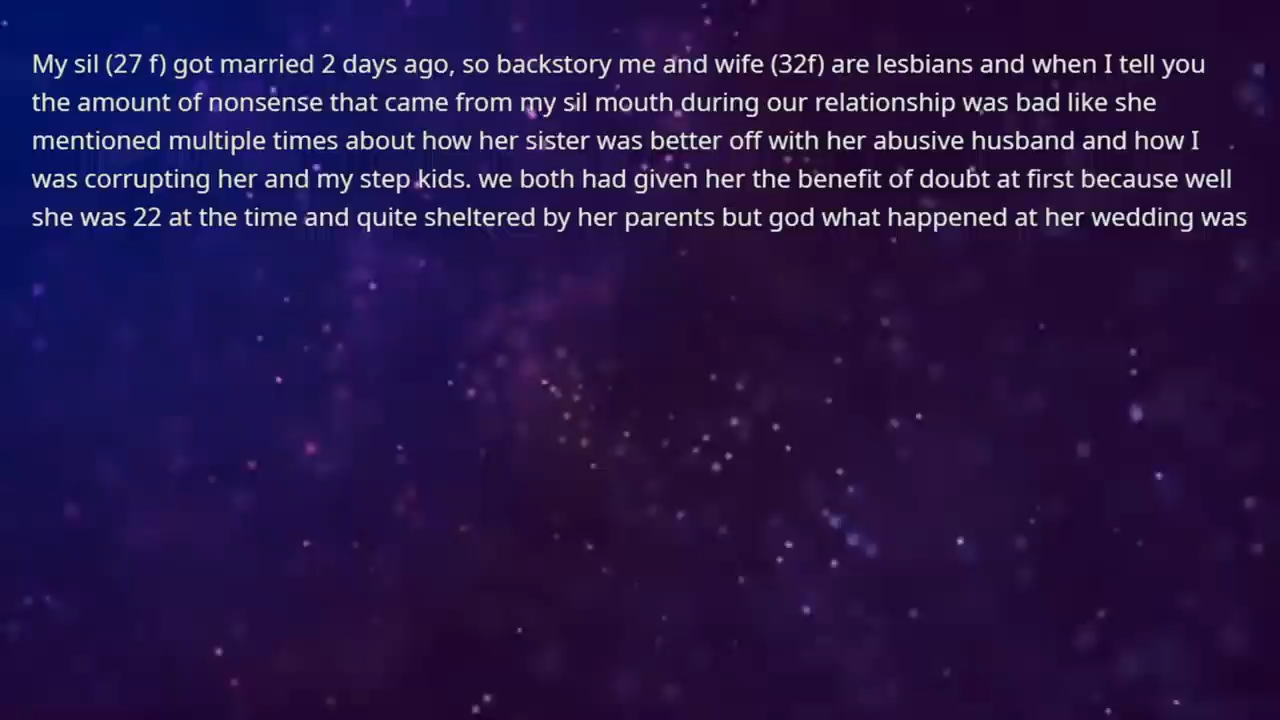 My sil (27 f) got married 2 days ago, so backstory me and wife (32f) are lesbians and when I tell you
the amount of nonsense that came from my sil mouth during our relationship was bad like she
mentioned multiple times about how her sister was better off with her abusive husband and how I
was corrupting her and my step kids. we both had given her the benefit of doubt at first because well
she was 22 at the time and quite sheltered by her parents but god what happened at her wedding was